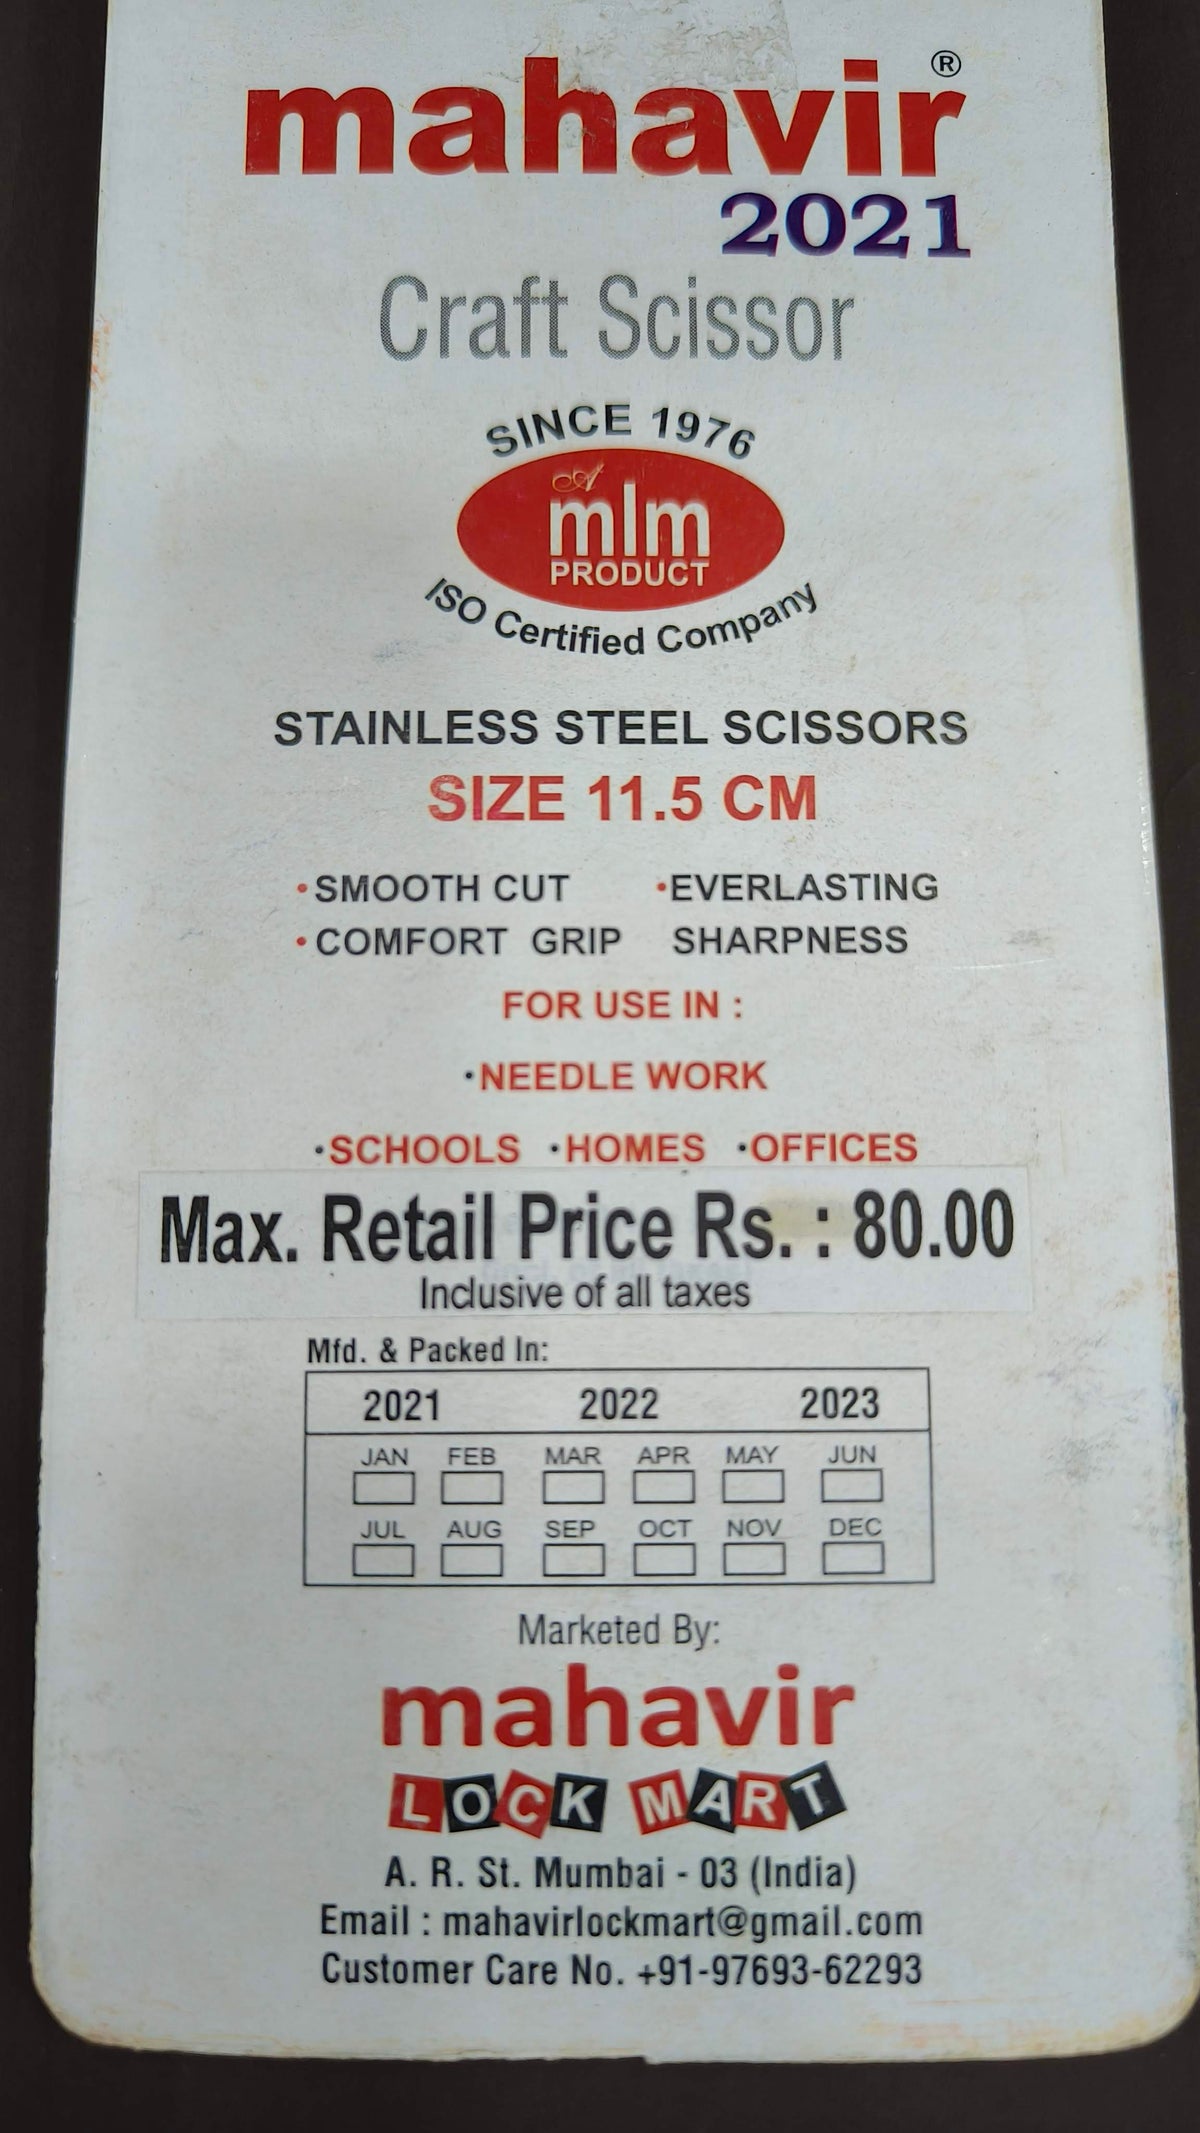 mahavir®
2021
Craft Scissor
SINCE 1976
A
mlm
PRODUCT
ISO Certified Company
STAINLESS STEEL SCISSORS
SIZE 11.5 CM
•SMOOTH CUT •EVERLASTING
•COMFORT GRIP SHARPNESS
FOR USE IN :
•NEEDLE WORK
•SCHOOLS •HOMES •OFFICES
Max. Retail Price Rs. : 80.00
Inclusive of all taxes
Mfd. & Packed In:
2021 2022 2023
JAN FEB MAR APR MAY JUN
JUL AUG SEP OCT NOV DEC
Marketed By:
mahavir
LOCK MART
A. R. St. Mumbai - 03 (India)
Email : mahavirlockmart@gmail.com
Customer Care No. +91-97693-62293